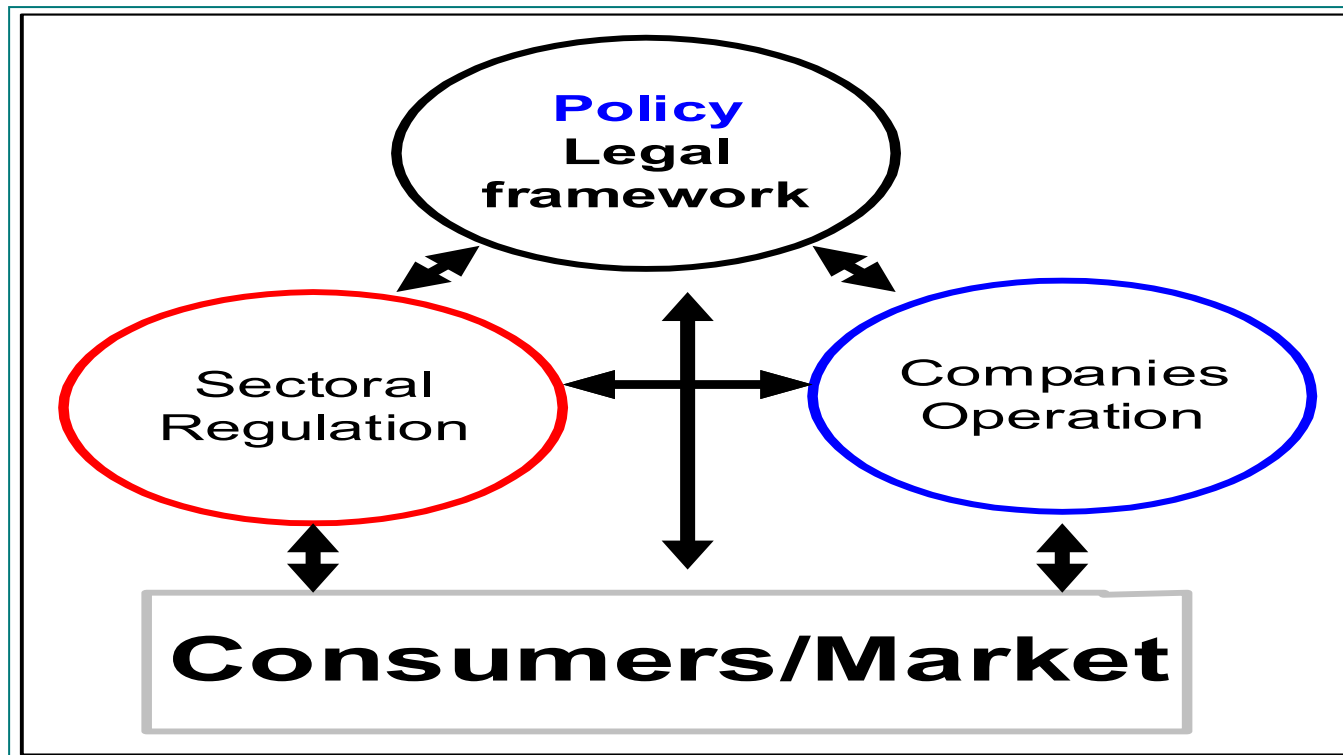 Policy
Legal
framework
Sectoral
Regulation
Companies
Operation
Consumers/Market